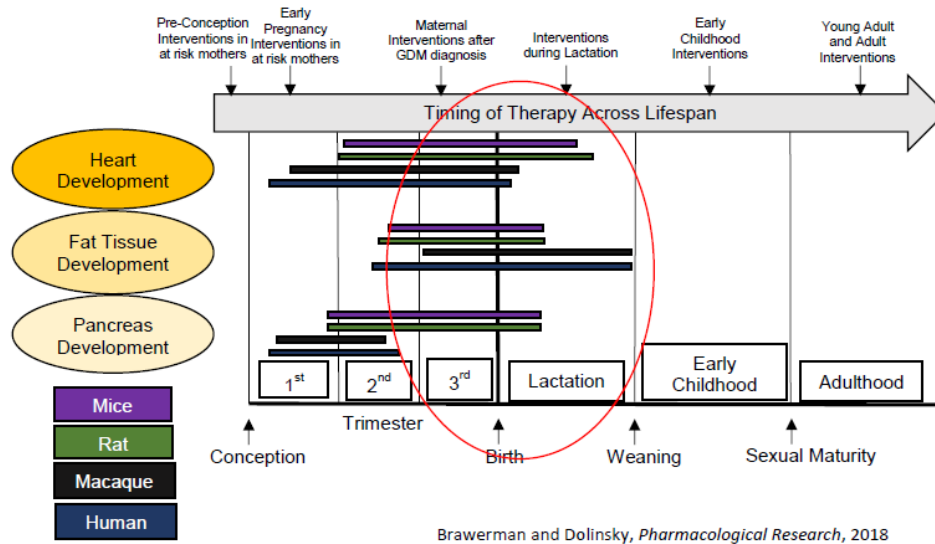 Pre-Conception
Interventions in
at risk mothers
Early
Pregnancy
Interventions in
at risk mothers
Maternal
Interventions after
GDM diagnosis
Interventions
during Lactation
Early
Childhood
Interventions
Young Adult
and Adult
Interventions
Timing of Therapy Across Lifespan
Heart
Development
Fat Tissue
Development
Pancreas
Development
1st
2nd
3rd
Lactation
Early
Childhood
Adulthood
Trimester
Conception
Birth
Weaning
Sexual Maturity
Mice
Rat
Macaque
Human
Brawerman and Dolinsky, Pharmacological Research, 2018